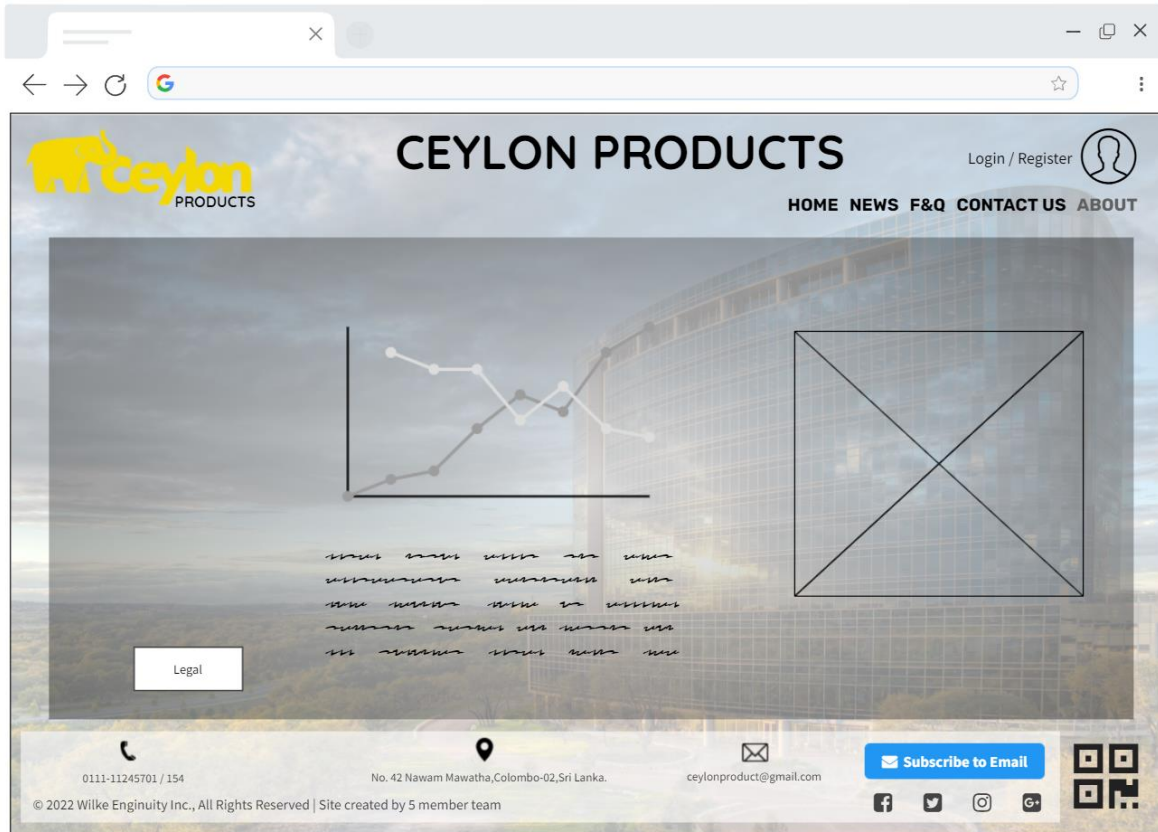 ceylon
PRODUCTS
CEYLON PRODUCTS
Login / Register
HOME NEWS F&Q CONTACT US ABOUT
Legal
0111-11245701 / 154
No. 42 Nawam Mawatha,Colombo-02,Sri Lanka.
ceylonproduct@gmail.com
Subscribe to Email
© 2022 Wilke Enginuity Inc., All Rights Reserved | Site created by 5 member team